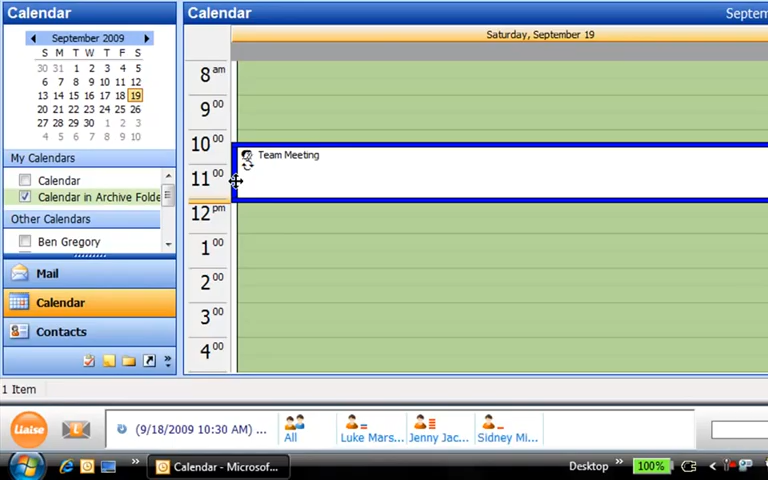 Calendar
September 2009
S M T W T F S
30 31 1 2 3 4 5
6 7 8 9 10 11 12
13 14 15 16 17 18 19
20 21 22 23 24 25 26
27 28 29 30 1 2 3
4 5 6 7 8 9 10
My Calendars
Calendar
Calendar in Archive Folde
Other Calendars
Ben Gregory
Mail
Calendar
Contacts
Calendar
Septem
Saturday, September 19
8 am
9 00
10 00
Team Meeting
11 00
12 pm
1 00
2 00
3 00
4 00
1 Item
liaise
(9/18/2009 10:30 AM) ...
All
Luke Mars...
Jenny Jac...
Sidney Mi...
Calendar - Microsof...
Desktop
100%